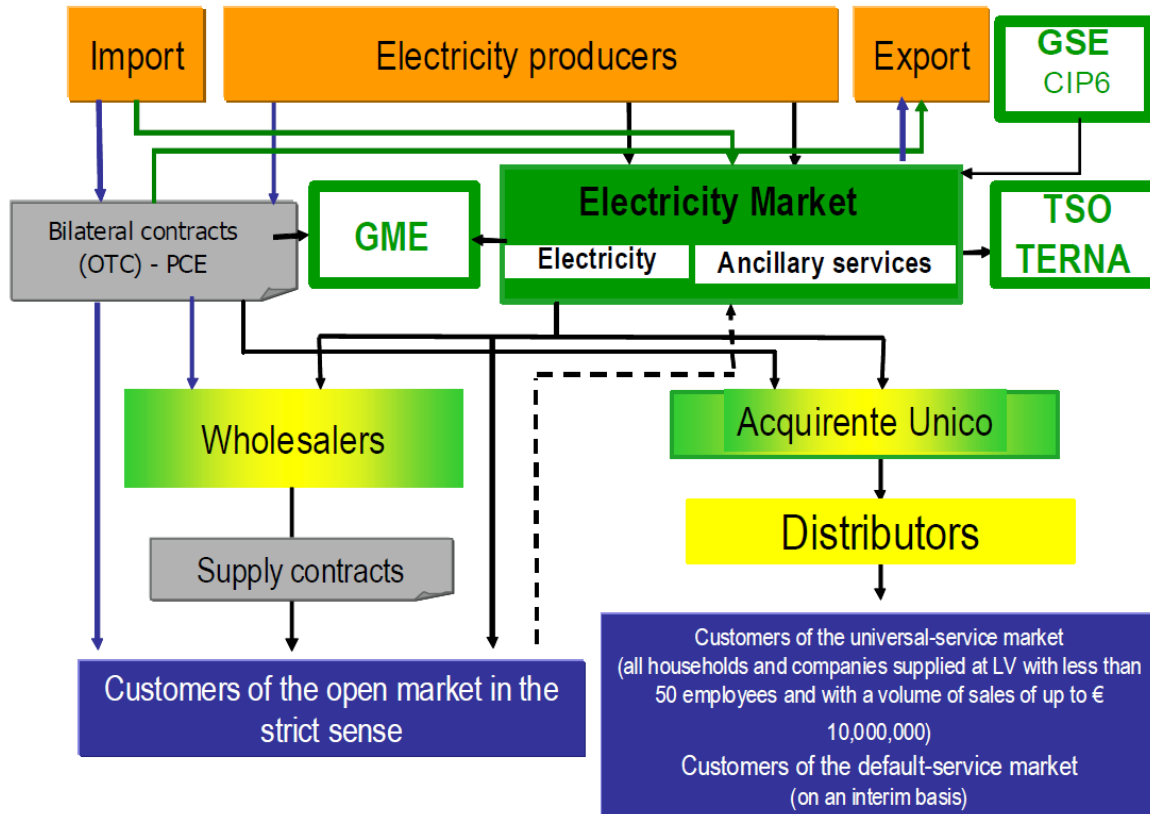 Import
Electricity producers
Export
GSE
CIP6
Bilateral contracts
(OTC) - PCE
GME
Electricity Market
Electricity
Ancillary services
TSO
TERNA
Wholesalers
Acquirente Unico
Supply contracts
Distributors
Customers of the open market in the
strict sense
Customers of the universal-service market
(all households and companies supplied at LV with less than
50 employees and with a volume of sales of up to €
10,000,000)
Customers of the default-service market
(on an interim basis)